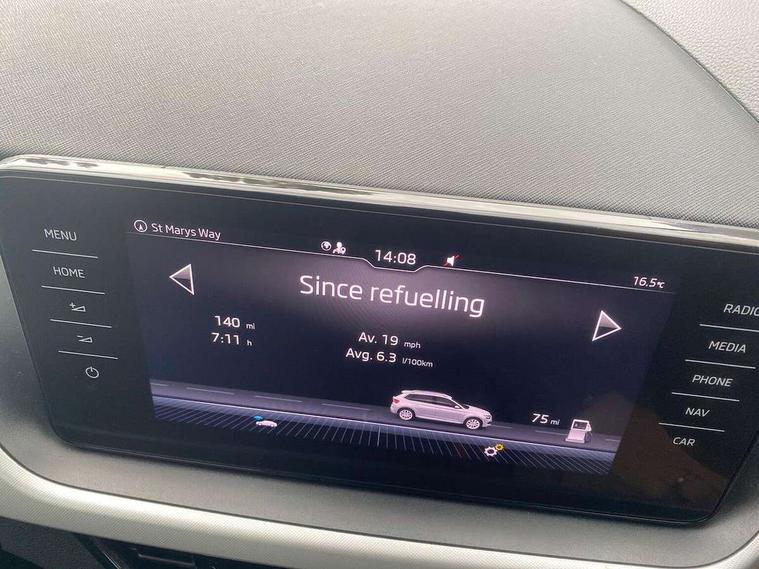 St Marys Way
14:08
16.5°C
Since refuelling
140 mi
7:11 h
Av. 19 mph
Avg. 6.3 l/100km
75 mi
MENU
HOME
+
-
RADIO
MEDIA
PHONE
NAV
CAR